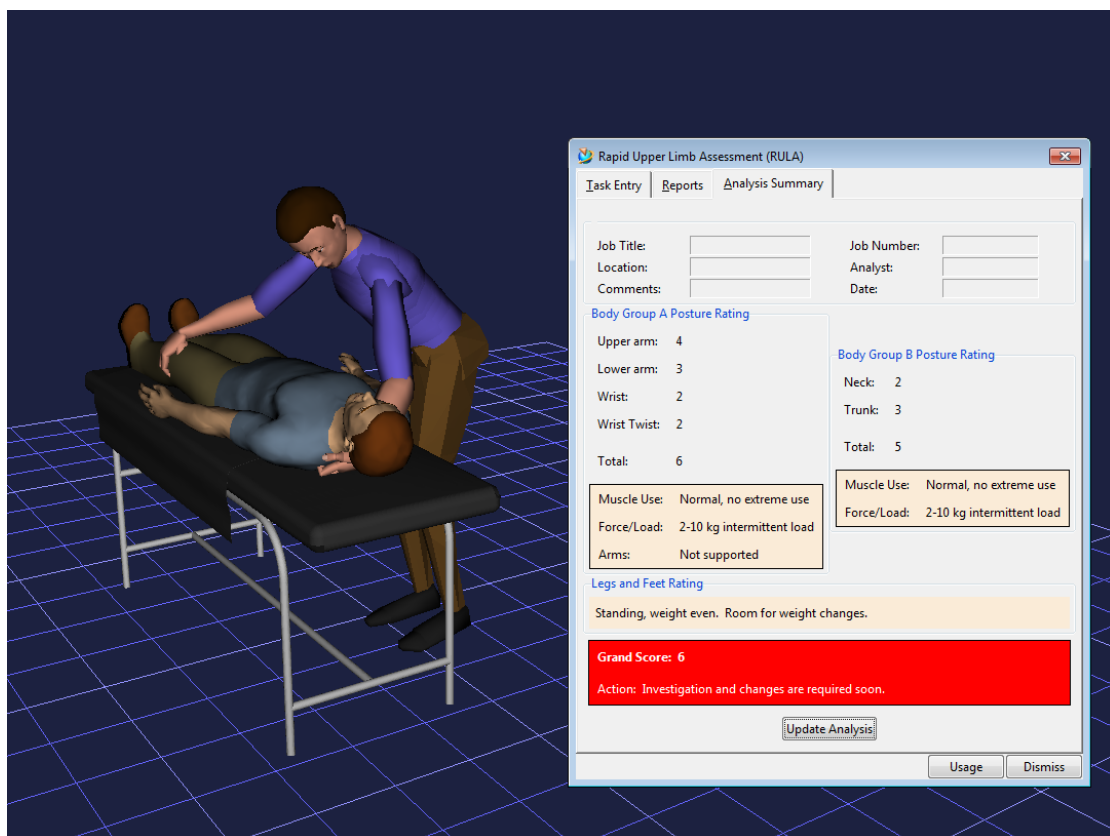 Rapid Upper Limb Assessment (RULA)
Task Entry Reports Analysis Summary
Job Title: Job Number:
Location: Analyst:
Comments: Date:
Body Group A Posture Rating
Upper arm: 4
Lower arm: 3
Wrist: 2
Wrist Twist: 2
Total: 6
Muscle Use: Normal, no extreme use
Force/Load: 2-10 kg intermittent load
Arms: Not supported
Body Group B Posture Rating
Neck: 2
Trunk: 3
Total: 5
Muscle Use: Normal, no extreme use
Force/Load: 2-10 kg intermittent load
Legs and Feet Rating
Standing, weight even. Room for weight changes.
Grand Score: 6
Action: Investigation and changes are required soon.
Update Analysis
Usage Dismiss